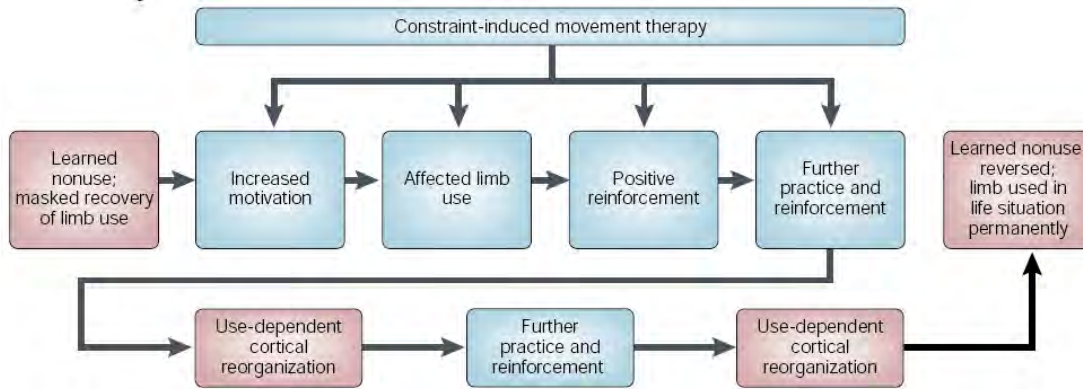 Constraint-induced movement therapy
Learned
nonuse;
masked recovery
of limb use
Increased
motivation
Affected limb
use
Positive
reinforcement
Further
practice and
reinforcement
Learned nonuse
reversed;
limb used in
life situation
permanently
Use-dependent
cortical
reorganization
Further
practice and
reinforcement
Use-dependent
cortical
reorganization